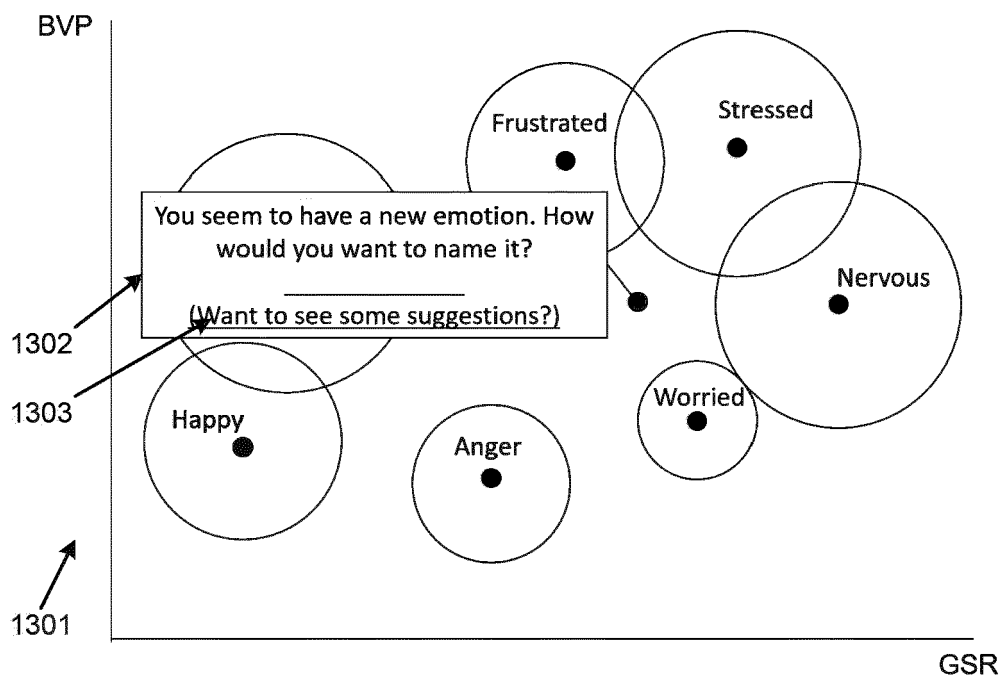 BVP
Stressed
Frustrated
You seem to have a new emotion. How
would you want to name it?
(Want to see some suggestions?)
Nervous
1302
1303
Worried
Happy
Anger
1301
GSR